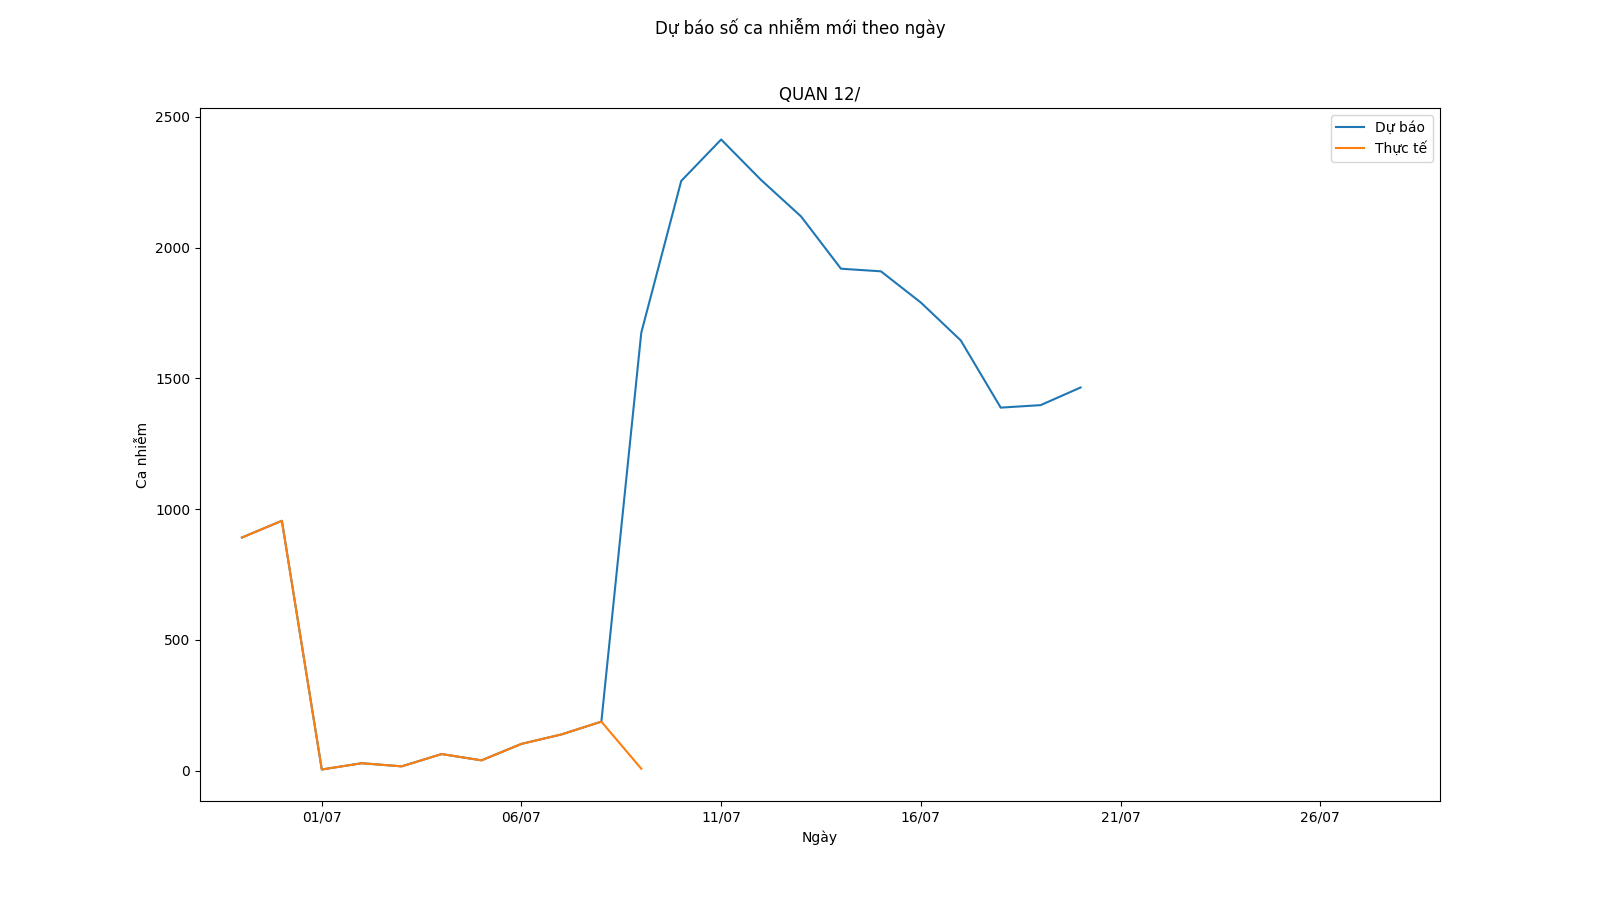 Dự báo số ca nhiễm mới theo ngày
QUAN 12/
2500
2000
1500
1000
500
0
Ca nhiễm
Dự báo
Thực tế
01/07 06/07 11/07 16/07 21/07 26/07
Ngày